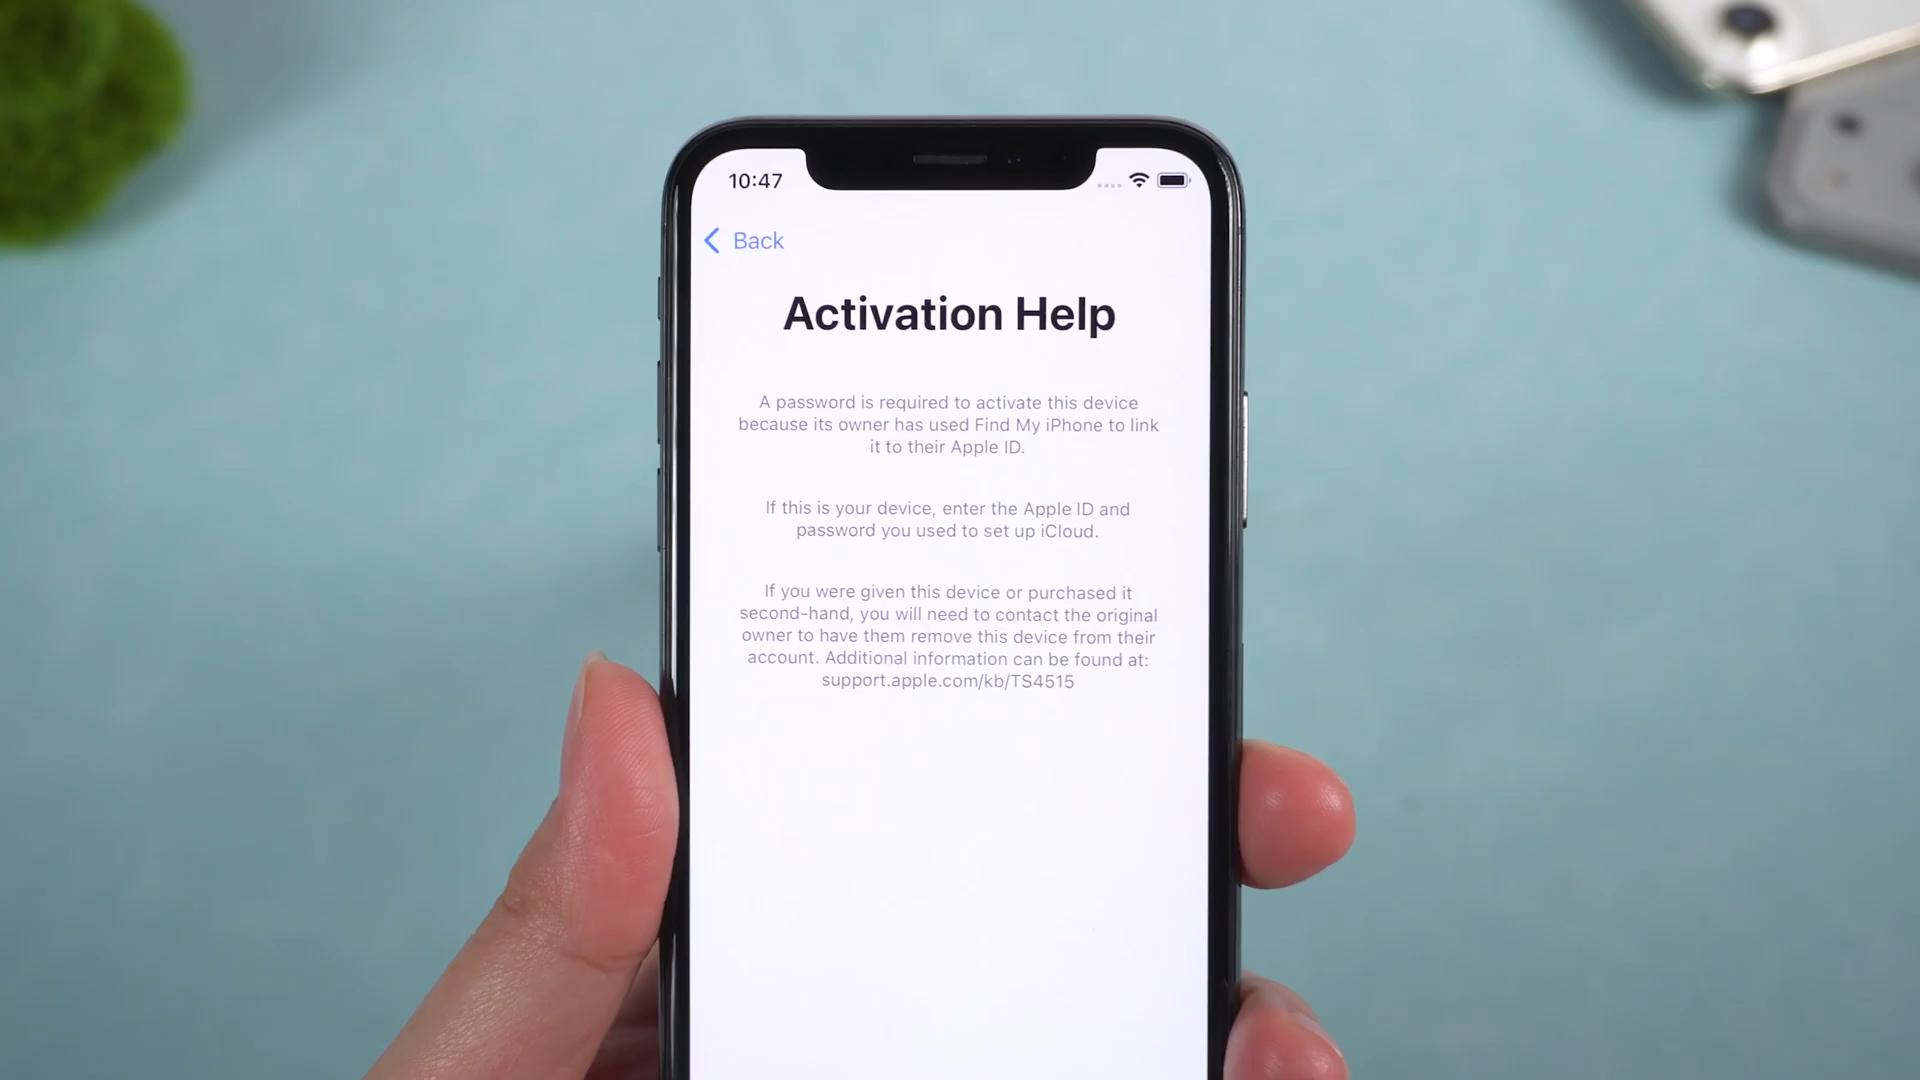 10:47
Back
Activation Help
A password is required to activate this device
because its owner has used Find My iPhone to link
it to their Apple ID.
If this is your device, enter the Apple ID and
password you used to set up iCloud.
If you were given this device or purchased it
second-hand, you will need to contact the original
owner to have them remove this device from their
account. Additional information can be found at:
support.apple.com/kb/TS4515